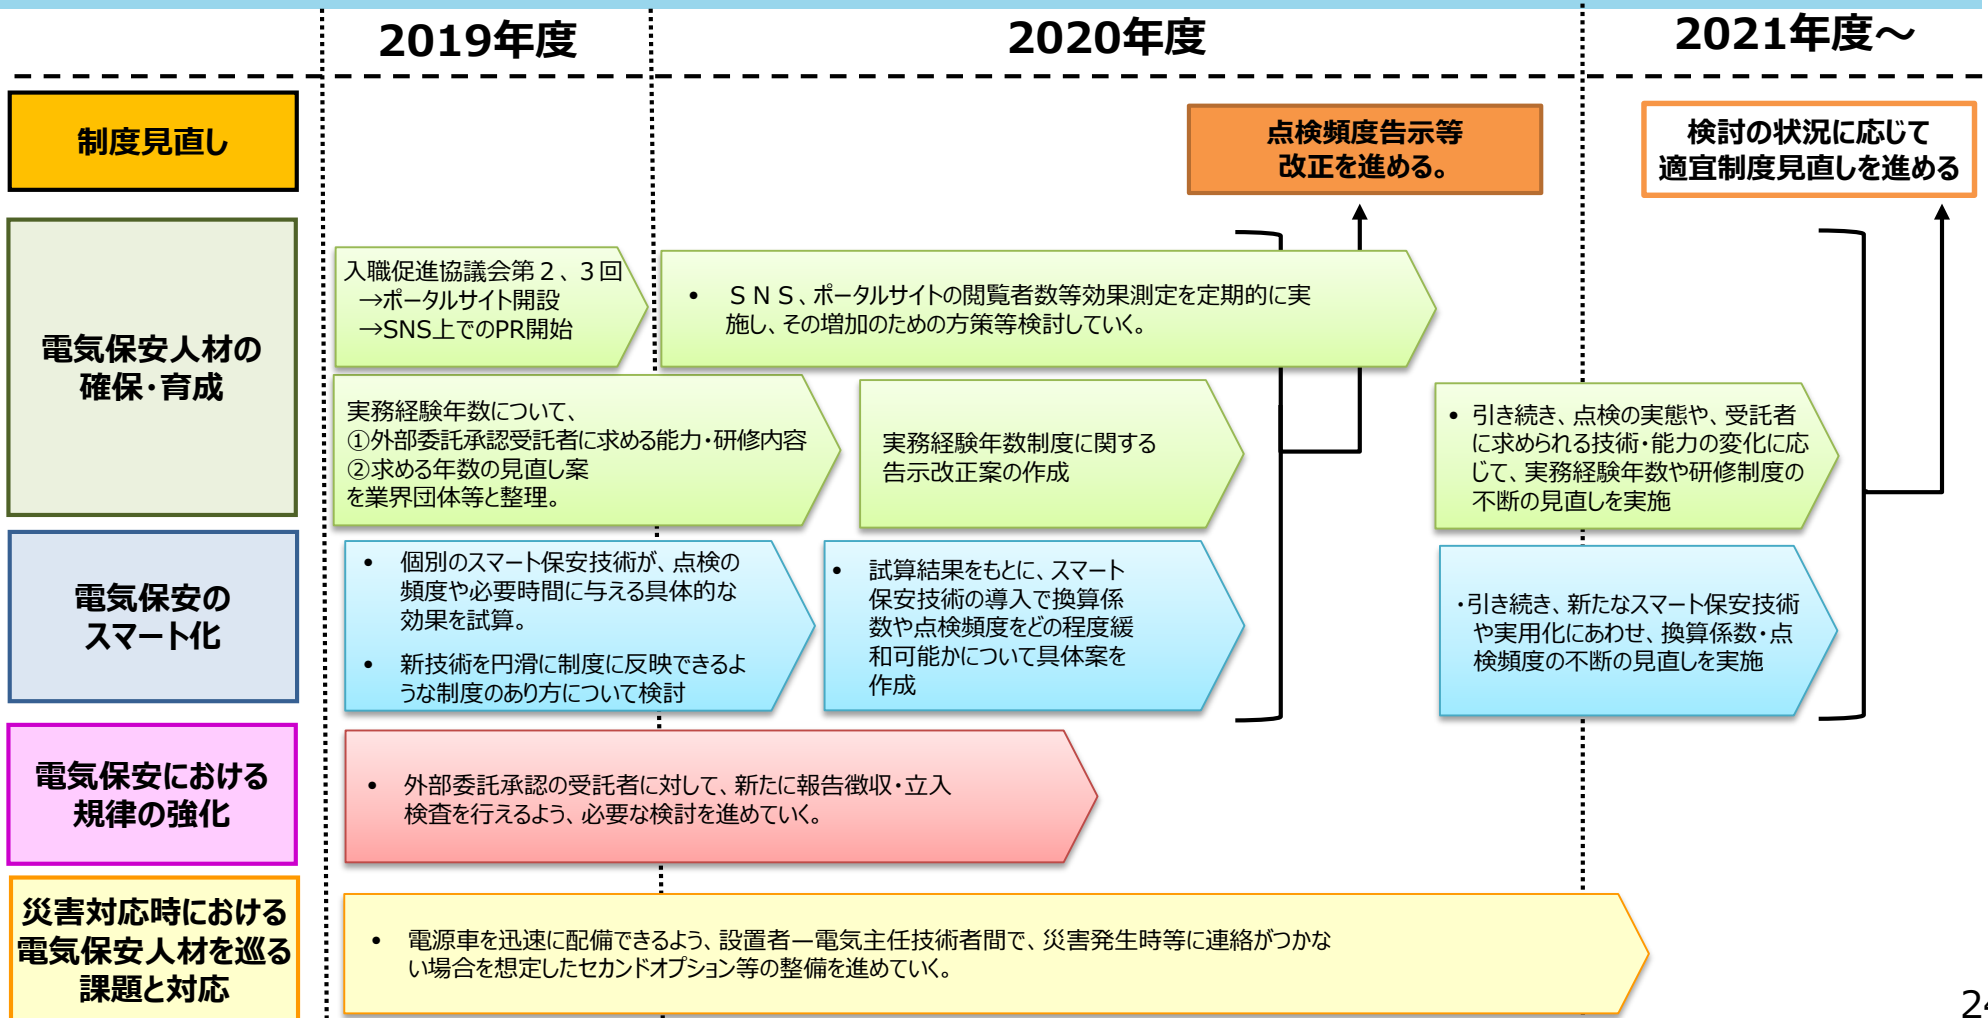 2019年度
2020年度
2021年度～
制度見直し
点検頻度告示等
改正を進める。
検討の状況に応じて
適宜制度見直しを進める
電気保安人材の
確保・育成
入職促進協議会第２、３回
→ポータルサイト開設
→SNS上でのPR開始
• ＳＮＳ、ポータルサイトの閲覧者数等効果測定を定期的に実
施し、その増加のための方策等検討していく。
実務経験年数について、
①外部委託承認受託者に求める能力・研修内容
②求める年数の見直し案
を業界団体等と整理。
実務経験年数制度に関する
告示改正案の作成
• 引き続き、点検の実態や、受託者
に求められる技術・能力の変化に応
じて、実務経験年数や研修制度の
不断の見直しを実施
電気保安の
スマート化
• 個別のスマート保安技術が、点検の
頻度や必要時間に与える具体的な
効果を試算。
• 新技術を円滑に制度に反映できるよ
うな制度のあり方について検討
• 試算結果をもとに、スマート
保安技術の導入で換算係
数や点検頻度をどの程度緩
和可能かについて具体案を
作成
・引き続き、新たなスマート保安技術
や実用化にあわせ、換算係数・点
検頻度の不断の見直しを実施
電気保安における
規律の強化
• 外部委託承認の受託者に対して、新たに報告徴収・立入
検査を行えるよう、必要な検討を進めていく。
災害対応時における
電気保安人材を巡る
課題と対応
• 電源車を迅速に配備できるよう、設置者―電気主任技術者間で、災害発生時等に連絡がつかな
い場合を想定したセカンドオプション等の整備を進めていく。
24